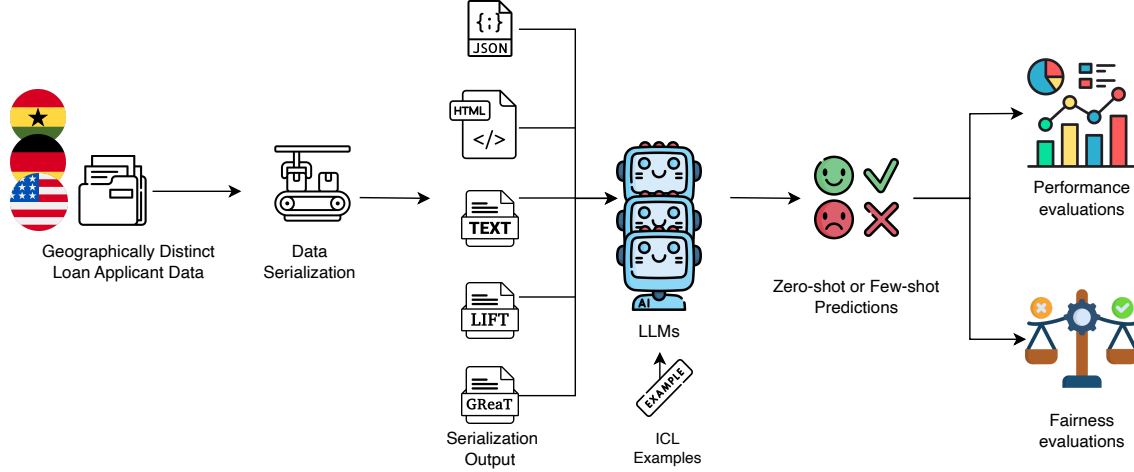 Geographically Distinct
Loan Applicant Data
Data
Serialization
{;}
JSON
HTML
</>
TEXT
LIFT
GReaT
Serialization
Output
AI
LLMs
EXAMPLE
ICL
Examples
Zero-shot or Few-shot
Predictions
Performance
evaluations
Fairness
evaluations